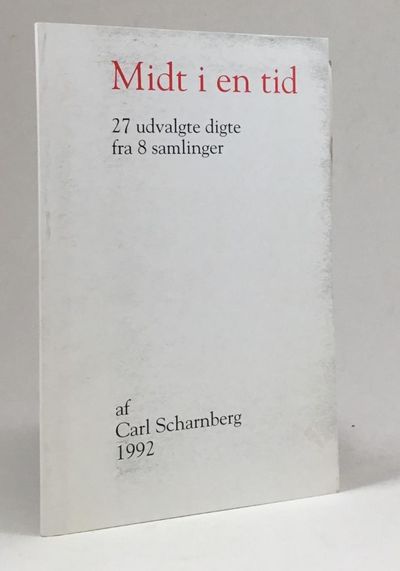 Midt i en tid
27 udvalgte digte
fra 8 samlinger
af
Carl Scharnberg
1992